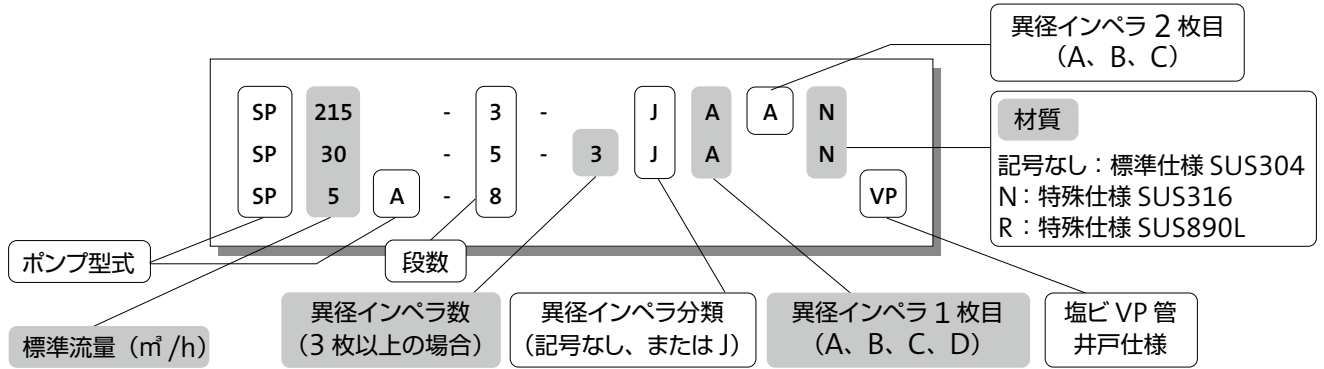 異径インペラ 2 枚目
（A、B、C）
SP 215 - 3 - J A A N
SP 30 - 5 - 3 J A N
SP 5 A - 8 VP
材質
記号なし：標準仕様 SUS304
N：特殊仕様 SUS316
R：特殊仕様 SUS890L
ポンプ型式
段数
標準流量（㎥/h）
異径インペラ数
（3 枚以上の場合）
異径インペラ分類
（記号なし、または J）
異径インペラ 1 枚目
（A、B、C、D）
塩ビ VP 管
井戸仕様